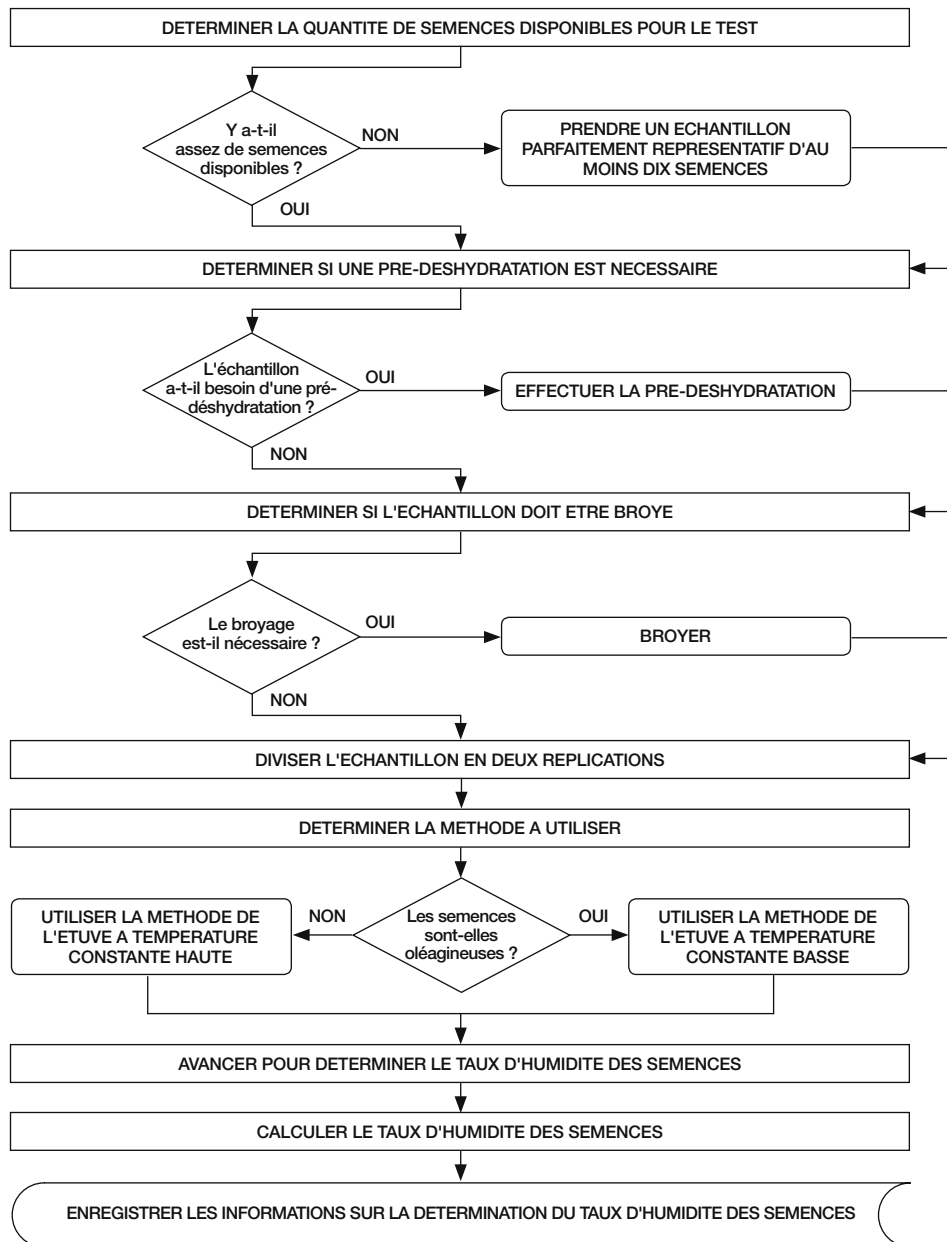 DETERMINER LA QUANTITE DE SEMENCES DISPONIBLES POUR LE TEST
Y a-t-il
assez de semences
disponibles ?
NON
PRENDRE UN ECHANTILLON
PARFAITEMENT REPRESENTATIF D'AU
MOINS DIX SEMENCES
OUI
DETERMINER SI UNE PRE-DESHYDRATATION EST NECESSAIRE
L'échantillon
a-t-il besoin d'une pré-
déshydratation ?
OUI
EFFECTUER LA PRE-DESHYDRATATION
NON
DETERMINER SI L'ECHANTILLON DOIT ETRE BROYE
Le broyage
est-il nécessaire ?
OUI
BROYER
NON
DIVISER L'ECHANTILLON EN DEUX REPLICATIONS
DETERMINER LA METHODE A UTILISER
UTILISER LA METHODE DE
L'ETUVE A TEMPERATURE
CONSTANTE HAUTE
NON
Les semences
sont-elles
oléagineuses ?
OUI
UTILISER LA METHODE DE
L'ETUVE A TEMPERATURE
CONSTANTE BASSE
AVANCER POUR DETERMINER LE TAUX D'HUMIDITE DES SEMENCES
CALCULER LE TAUX D'HUMIDITE DES SEMENCES
ENREGISTRER LES INFORMATIONS SUR LA DETERMINATION DU TAUX D'HUMIDITE DES SEMENCES